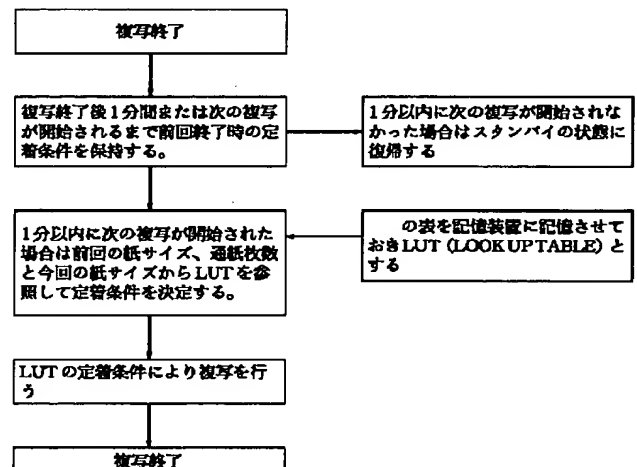 複写終了
複写終了後1分間または次の複写
が開始されるまで前回終了時の定
着条件を保持する。
1分以内に次の複写が開始されな
かった場合はスタンバイの状態に
復帰する
1分以内に次の複写が開始された
場合は前回の紙サイズ、通紙枚数
と今回の紙サイズからLUTを参
照して定着条件を決定する。
の表を記憶装置に記憶させて
おきLUT(LOOK UP TABLE)と
する
LUTの定着条件により複写を行
う
複写終了